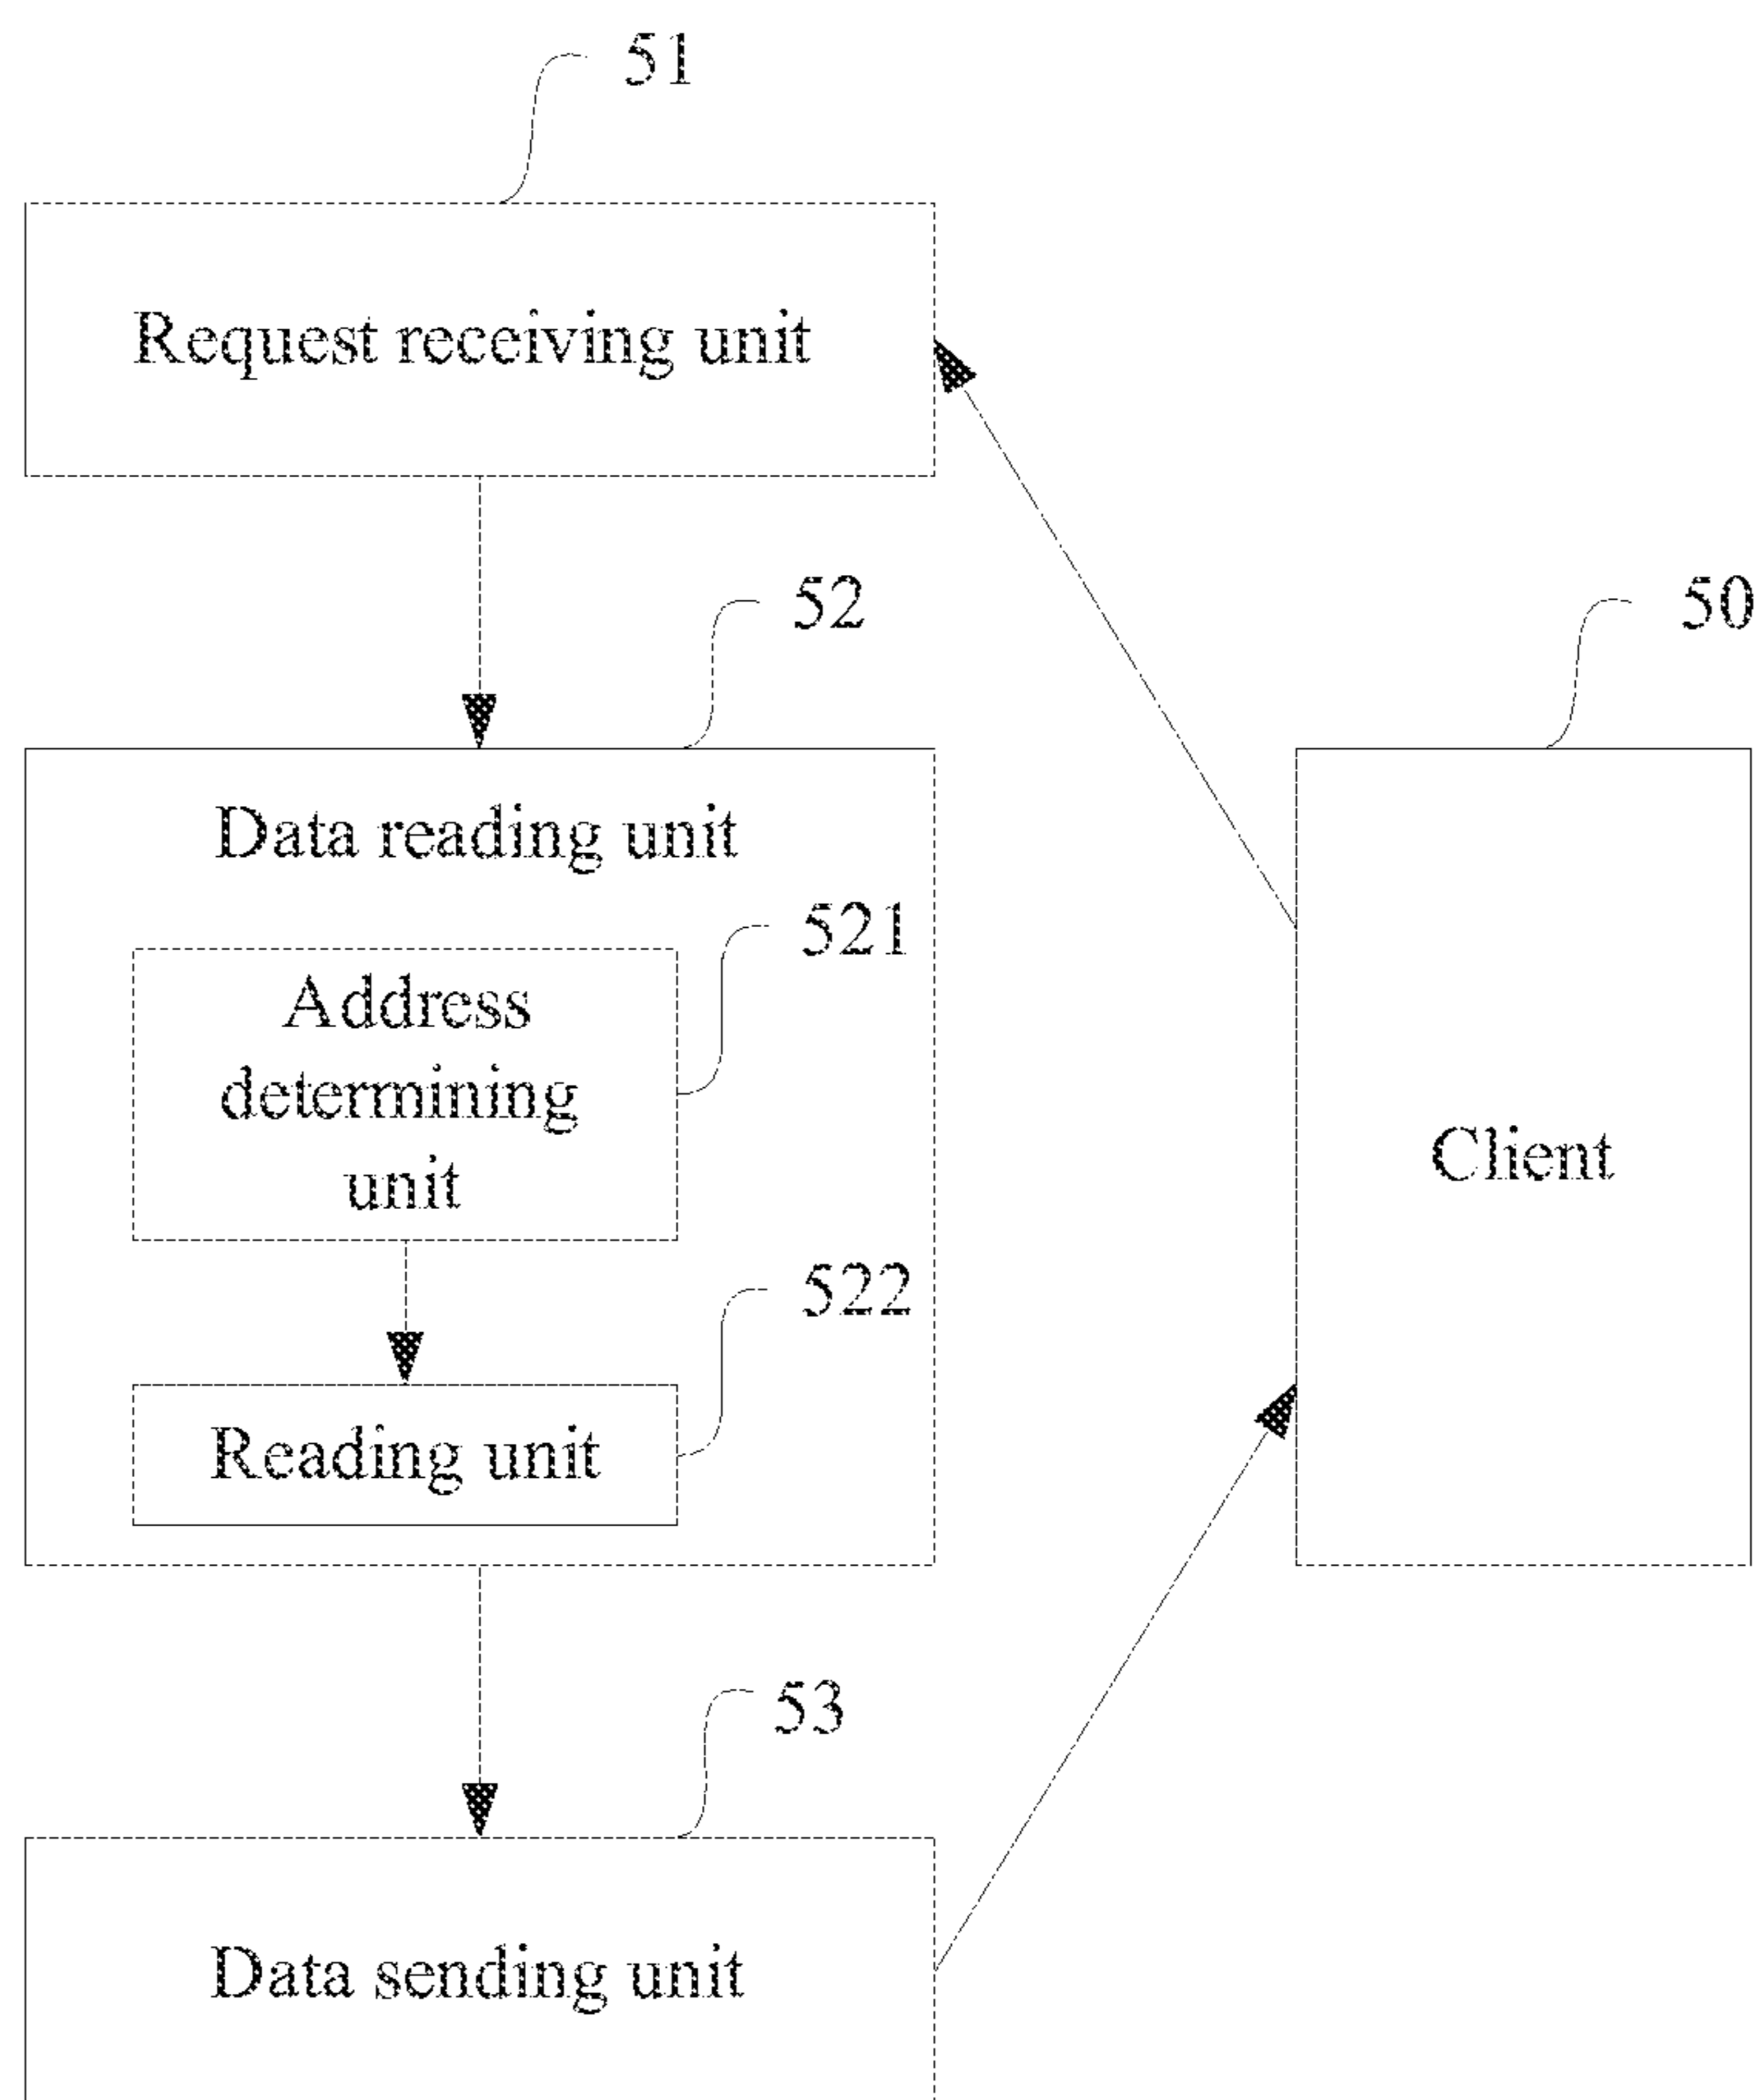 51
Request receiving unit
52
50
Data reading unit
521
Address
determining
unit
Client
522
Reading unit
53
Data sending unit